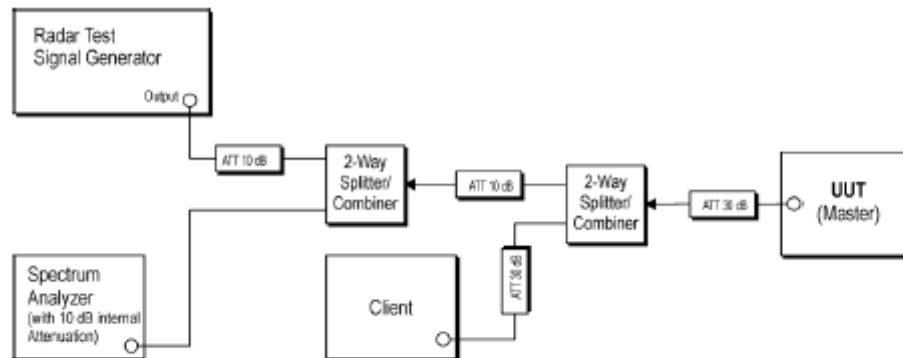 Radar Test
Signal Generator
Output
ATT 10 dB
2-Way
Splitter/
Combiner
ATT 10 dB
2-Way
Splitter/
Combiner
ATT 30 dB
UUT
(Master)
Spectrum
Analyzer
(with 10 dB internal
Attenuation)
Client
ATT 30 dB